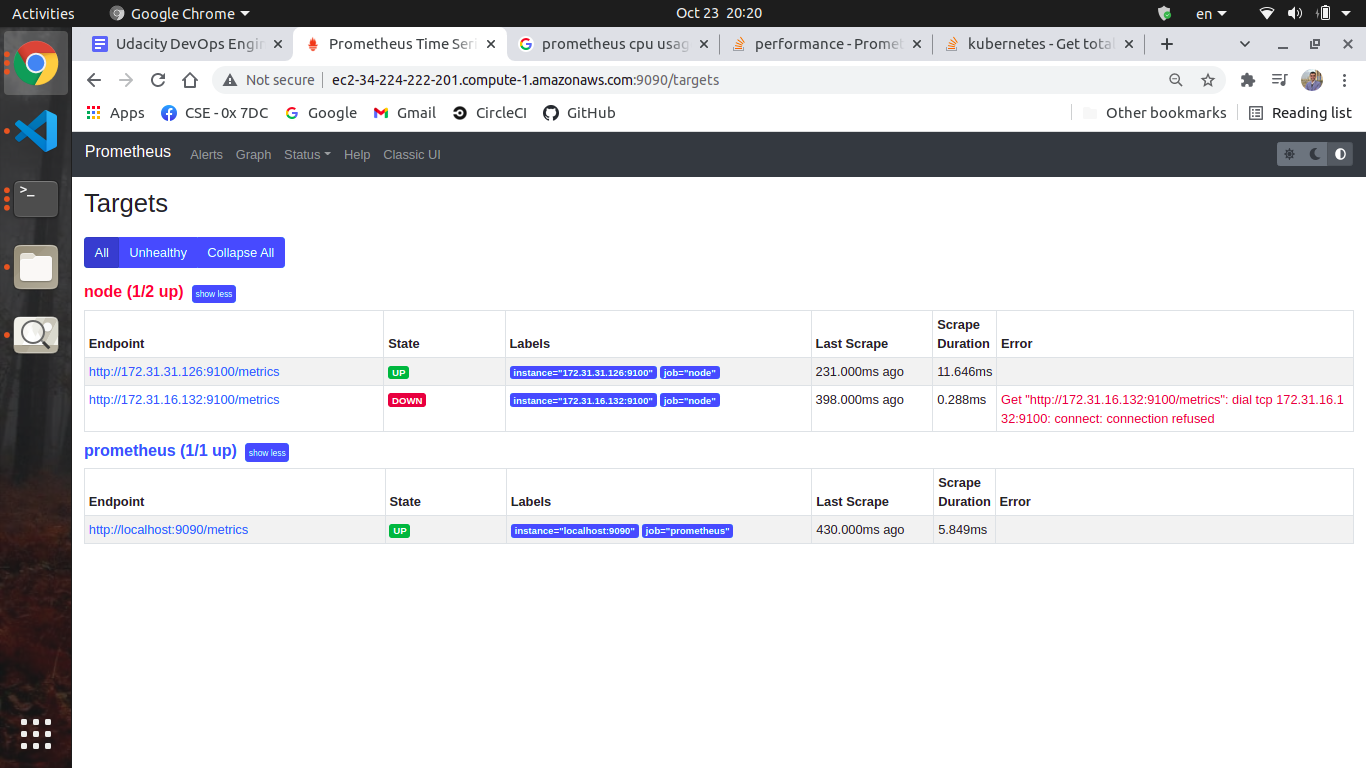 Activities Google Chrome Oct 23 20:20 en
Udacity DevOps Engin Prometheus Time Seri prometheus cpu usag performance - Promet kubernetes - Get total
Not secure ec2-34-224-222-201.compute-1.amazonaws.com:9090/targets
Apps CSE - 0x 7DC Google Gmail CircleCI GitHub Other bookmarks Reading list
Prometheus Alerts Graph Status Help Classic UI
Targets
All Unhealthy Collapse All
node (1/2 up) show less
Endpoint State Labels Last Scrape Scrape Duration Error
http://172.31.31.126:9100/metrics UP instance="172.31.31.126:9100" job="node" 231.000ms ago 11.646ms
http://172.31.16.132:9100/metrics DOWN instance="172.31.16.132:9100" job="node" 398.000ms ago 0.288ms Get "http://172.31.16.132:9100/metrics": dial tcp 172.31.16.1
32:9100: connect: connection refused
prometheus (1/1 up) show less
Endpoint State Labels Last Scrape Scrape Duration Error
http://localhost:9090/metrics UP instance="localhost:9090" job="prometheus" 430.000ms ago 5.849ms